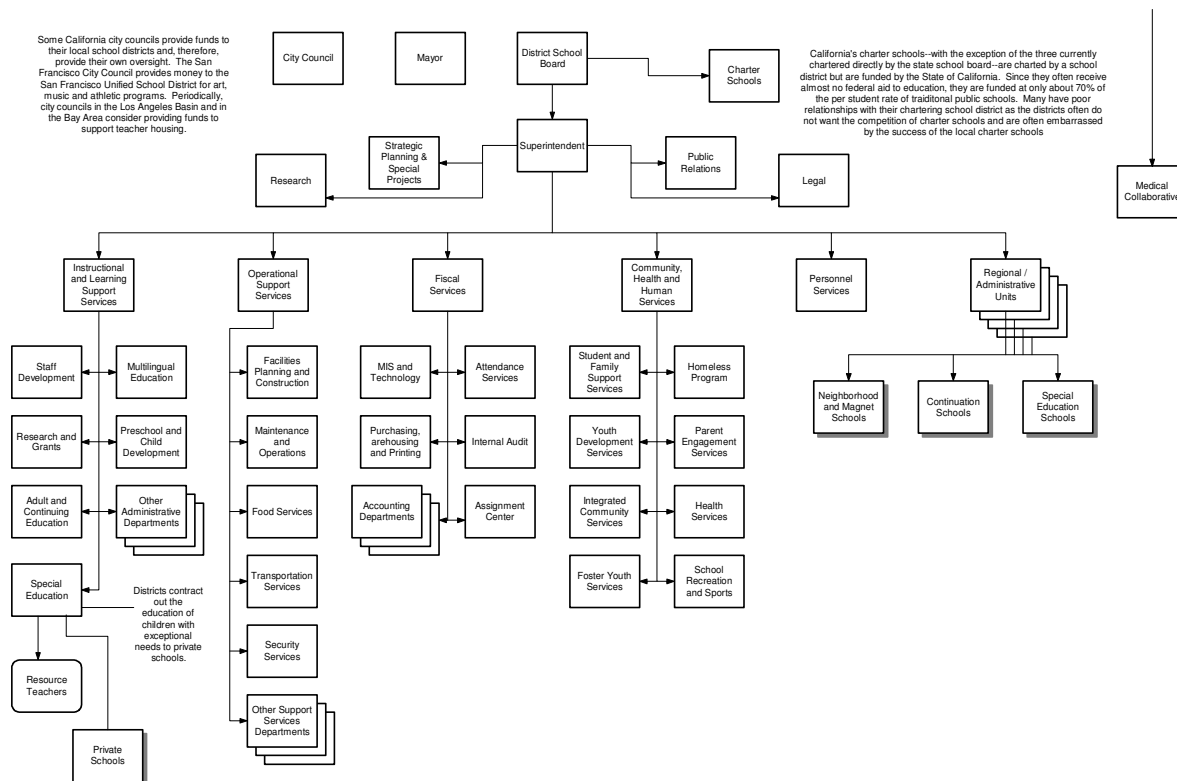 Some California city councils provide funds to
their local school districts and, therefore,
provide their own oversight. The San
Francisco City Council provides money to the
San Francisco Unified School District for art,
music and athletic programs. Periodically,
city councils in the Los Angeles Basin and in
the Bay Area consider providing funds to
support teacher housing.
City Council
Mayor
District School
Board
Charter
Schools
California's charter schools--with the exception of the three currently
chartered directly by the state school board--are charted by a school
district but are funded by the State of California. Since they often receive
almost no federal aid to education, they are funded at only about 70% of
the per student rate of traiditonal public schools. Many have poor
relationships with their chartering school district as the districts often do
not want the competition of charter schools and are often embarrassed
by the success of the local charter schools
Research
Strategic
Planning &
Special
Projects
Superintendent
Public
Relations
Legal
Medical
Collaborative
Instructional
and Learning
Support
Services
Operational
Support
Services
Fiscal
Services
Community,
Health and
Human
Services
Personnel
Services
Regional /
Administrative
Units
Staff
Development
Multilingual
Education
Facilities
Planning and
Construction
MIS and
Technology
Attendance
Services
Student and
Family
Support
Services
Homeless
Program
Neighborhood
and Magnet
Schools
Continuation
Schools
Special
Education
Schools
Research and
Grants
Preschool and
Child
Development
Maintenance
and
Operations
Purchasing,
arehousing
and Printing
Internal Audit
Youth
Development
Services
Parent
Engagement
Services
Adult and
Continuing
Education
Other
Administrative
Departments
Food Services
Accounting
Departments
Assignment
Center
Integrated
Community
Services
Health
Services
Special
Education
Districts contract
out the
education of
children with
exceptional
needs to private
schools.
Transportation
Services
Foster Youth
Services
School
Recreation
and Sports
Resource
Teachers
Security
Services
Other Support
Services
Departments
Private
Schools